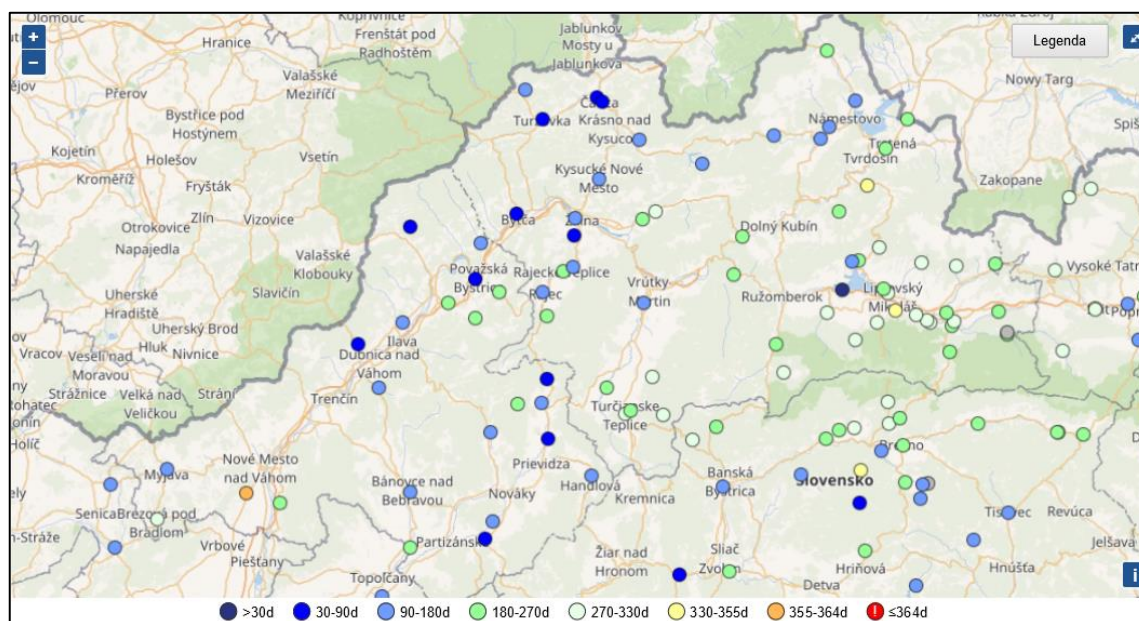 Olomouc
Kopřivnice
Hranice
Frenštát pod
Radhoštěm
Jablunkov
Mosty u
Jablunkova
Legenda
+
−
Přerov
Valašské
Meziříčí
Nowy Targ
Bystřice pod
Hostýnem
Turzovka
Čadca
Krásno nad
Kysucou
Námestovo
Kojetín
Holešov
Vsetín
Trstená
Tvrdošín
Kroměříž
Fryšták
Kysucké Nové
Mesto
Zakopane
Zlín
Vizovice
Otrokovice
Napajedla
Bytča
Žilina
Dolný Kubín
Valašské
Klobouky
Považská
Bystrica
Rajecké Teplice
Vrútky
Martin
Vysoké Tatry
Uherské
Hradiště
Slavičín
Rajec
Ružomberok
Liptovský
Mikuláš
Uherský Brod
Hluk
Nivnice
Ilava
Dubnica nad
Váhom
Veselí nad
Moravou
Strážnice
Velká nad
Veličkou
Strání
Trenčín
Turčianske
Teplice
Brezno
Myjava
Nové Mesto
nad Váhom
Prievidza
Handlová
Banská
Bystrica
Slovensko
Bánovce nad
Bebravou
Nováky
Kremnica
Tisovec
Revúca
Senica
Brezová pod
Bradlom
Vrbové
Piešťany
Partizánske
Žiar nad
Hronom
Sliač
Zvolen
Hriňová
Jelšava
Hnúšťa
Topoľčany
Detva
i
>30d
30-90d
90-180d
180-270d
270-330d
330-355d
355-364d
! ≤364d